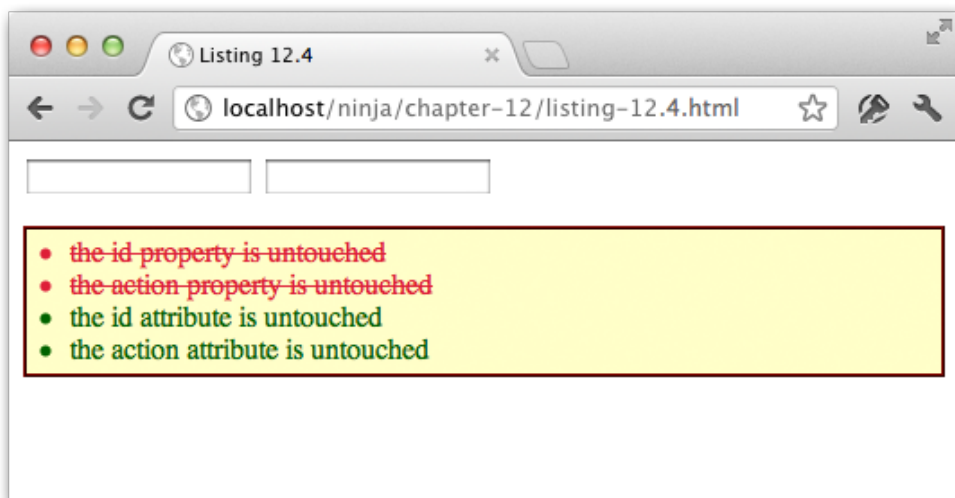 Listing 12.4
localhost/ninja/chapter-12/listing-12.4.html
the id property is untouched
the action property is untouched
the id attribute is untouched
the action attribute is untouched